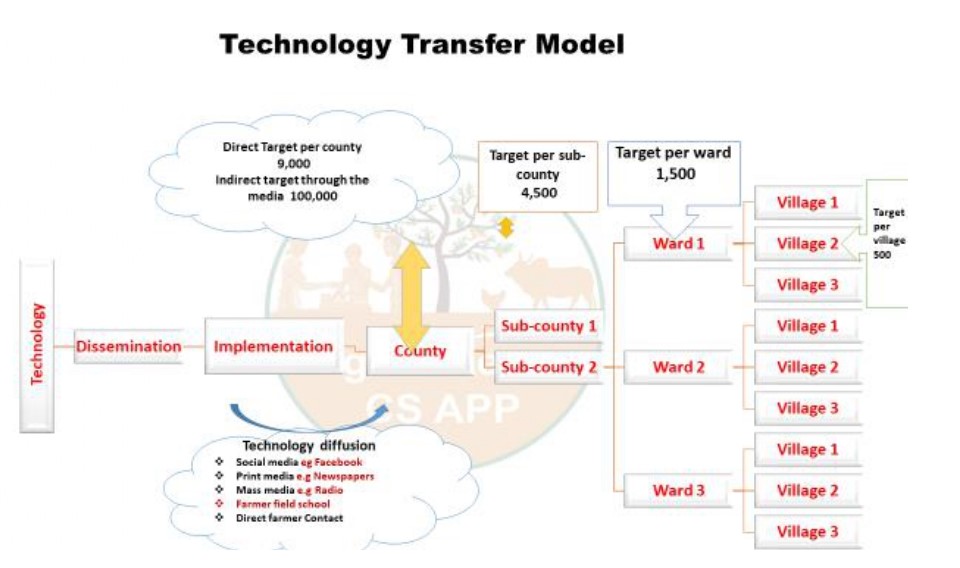 Technology Transfer Model
Direct Target per county
9,000
Indirect target through the
media 100,000
Target per sub-
county
4,500
Target per ward
1,500
Target
per
village
500
Technology
Dissemination
Implementation
County
Sub-county 1
Sub-county 2
Ward 1
Village 1
Village 2
Village 3
Ward 2
Village 1
Village 2
Village 3
Ward 3
Village 1
Village 2
Village 3
CS APP
Technology diffusion
❖ Social media eg Facebook
❖ Print media e.g Newspapers
❖ Mass media e.g Radio
❖ Farmer field school
❖ Direct farmer Contact